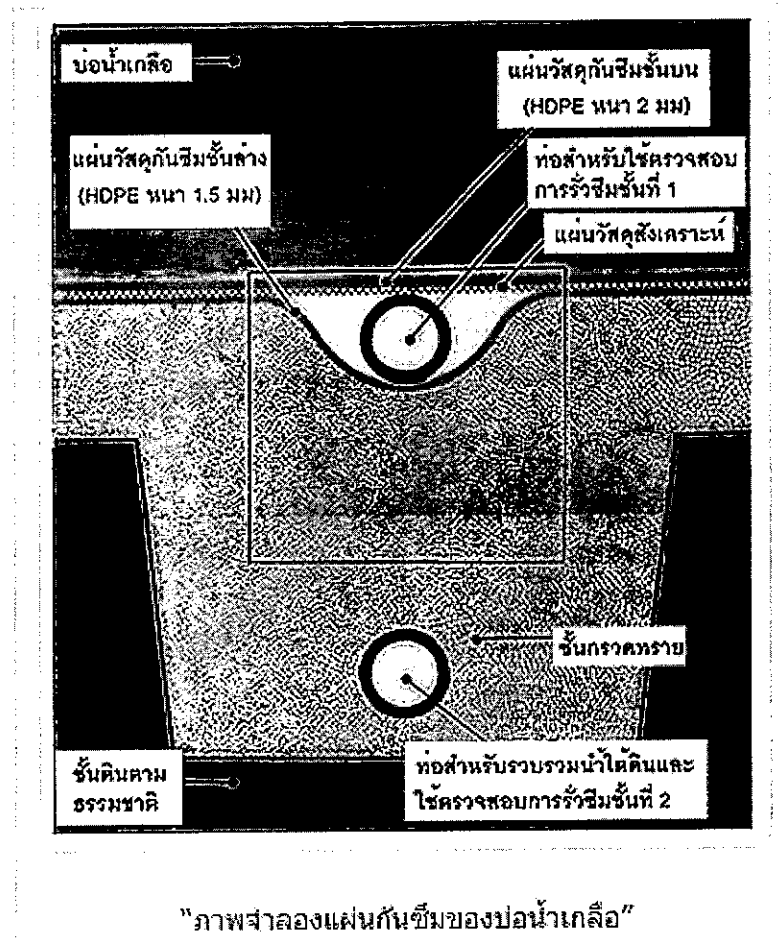 บ่อน้ำเกลือ
แผ่นวัสดุกันซึมชั้นบน
(HDPE หนา 2 มม)
แผ่นวัสดุกันซึมชั้นล่าง
(HDPE หนา 1.5 มม)
ท่อสำหรับใช้ตรวจสอบ
การรั่วซึมชั้นที่ 1
แผ่นวัสดุสังเคราะห์
ชั้นกรวดทราย
ท่อสำหรับรวบรวมน้ำใต้ดินและ
ใช้ตรวจสอบการรั่วซึมชั้นที่ 2
ชั้นดินตาม
ธรรมชาติ
"ภาพจำลองแผ่นกันซึมของบ่อน้ำเกลือ"